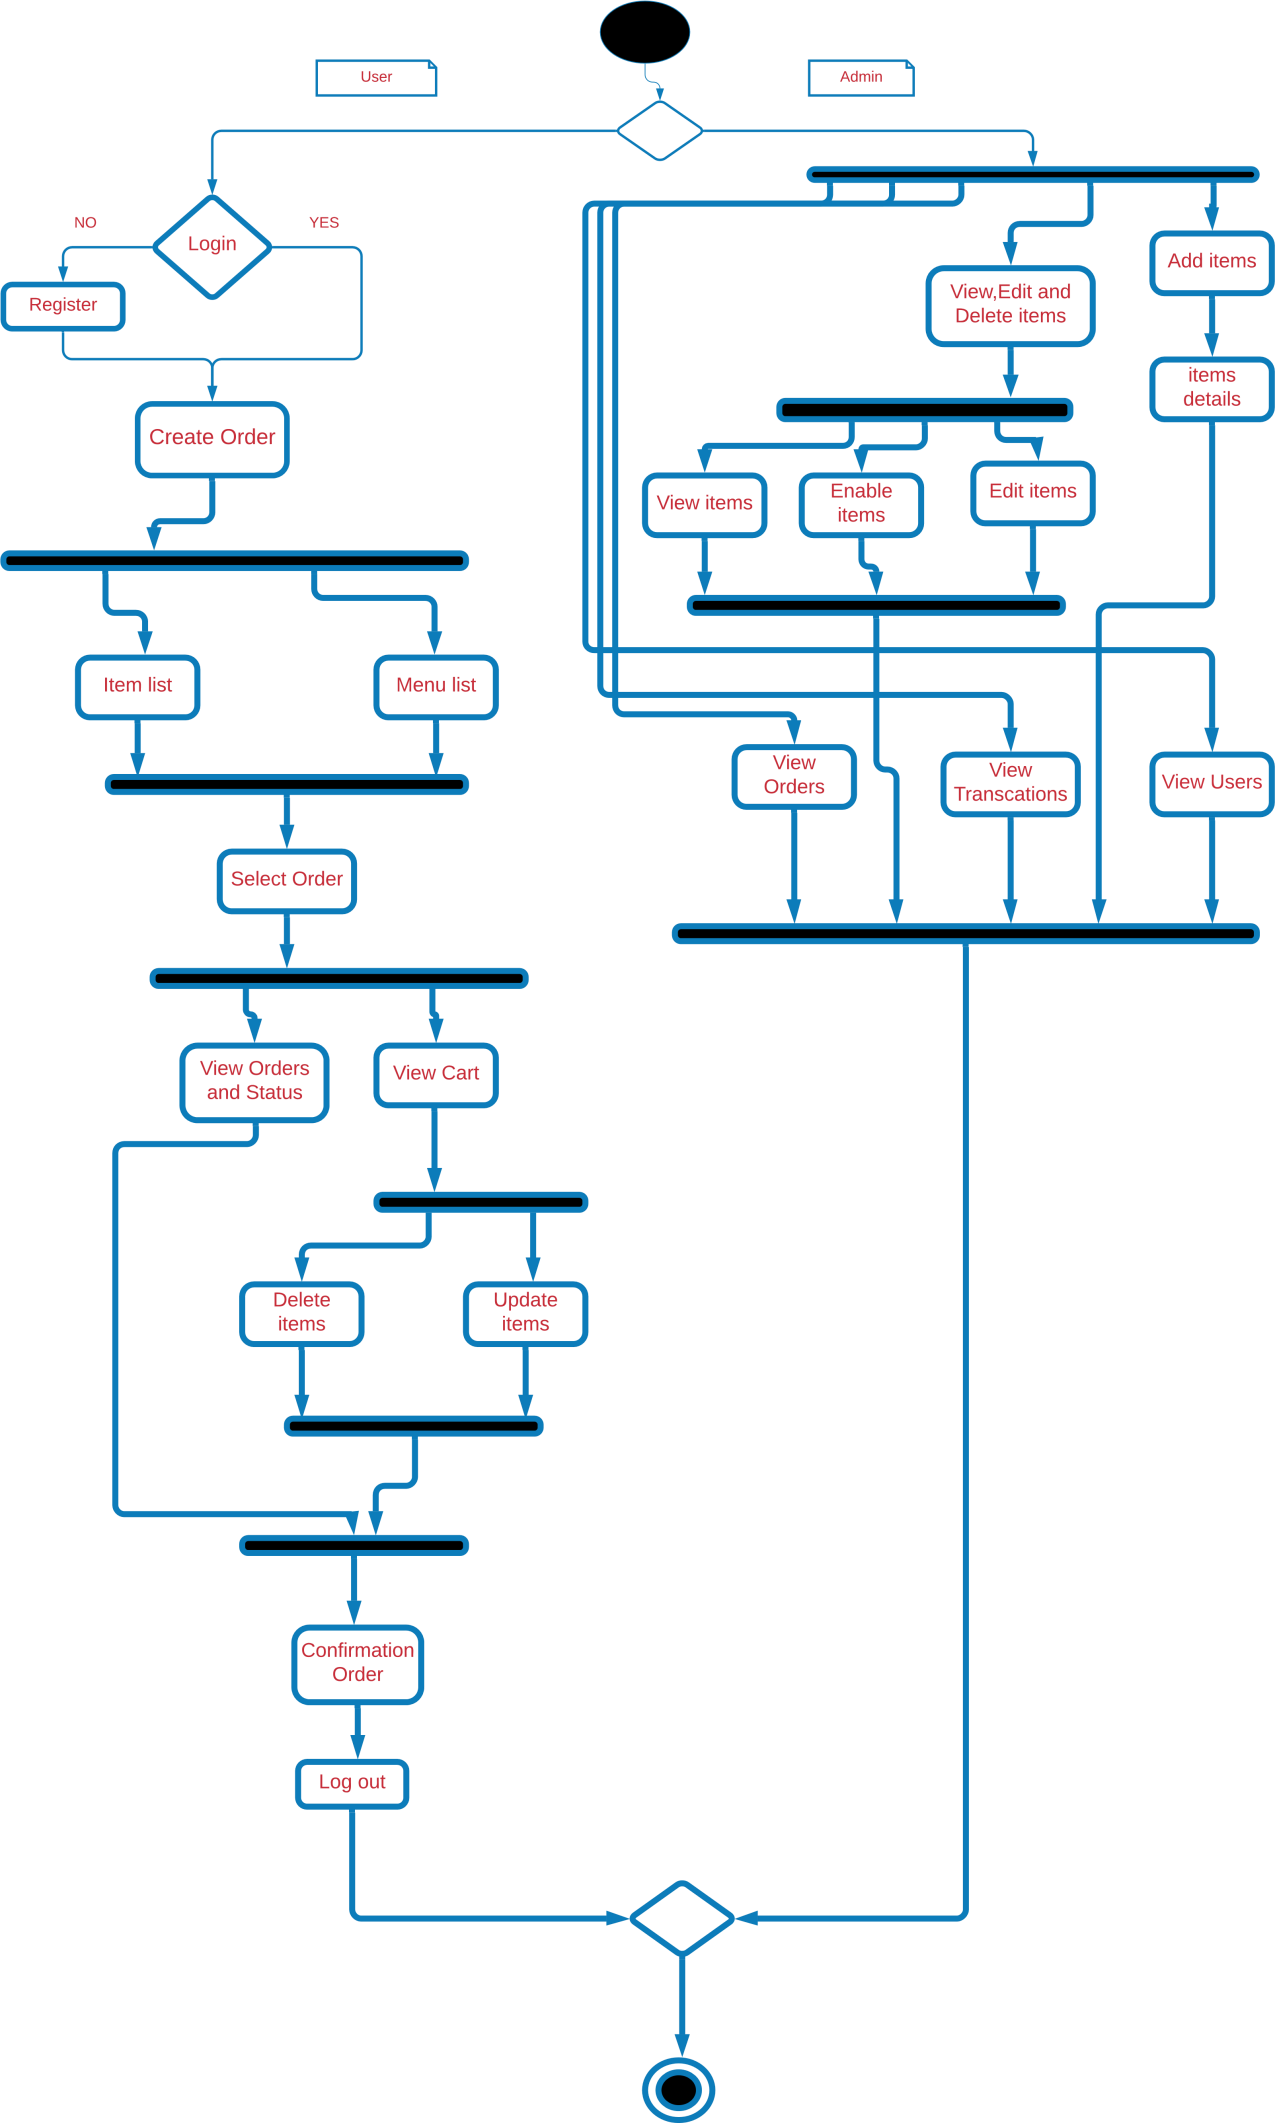 User
Admin
NO
YES
Login
Register
Create Order
Item list
Menu list
Select Order
View Orders
and Status
View Cart
Delete
items
Update
items
Confirmation
Order
Log out
View,Edit and
Delete items
Add items
items
details
View items
Enable
items
Edit items
View
Orders
View
Transcations
View Users